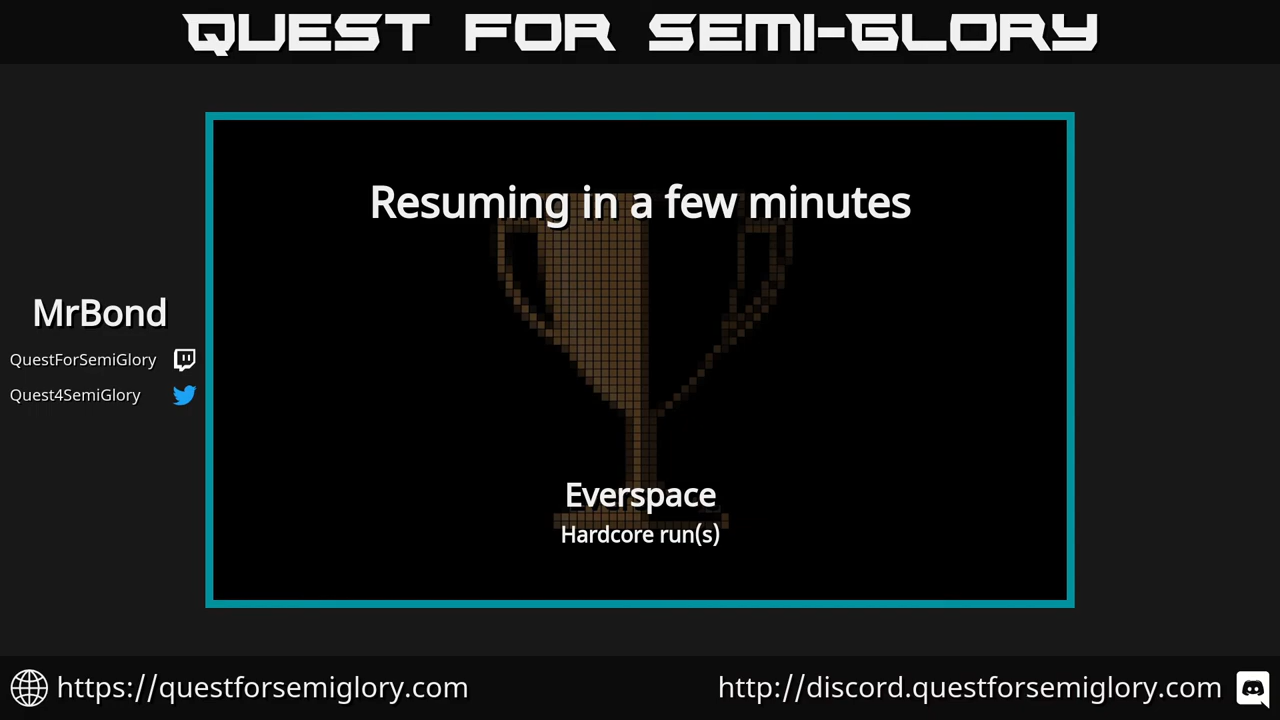 QUEST FOR SEMI-GLORY
Resuming in a few minutes
MrBond
QuestForSemiGlory
Quest4SemiGlory
Everspace
Hardcore run(s)
https://questforsemiglory.com
http://discord.questforsemiglory.com